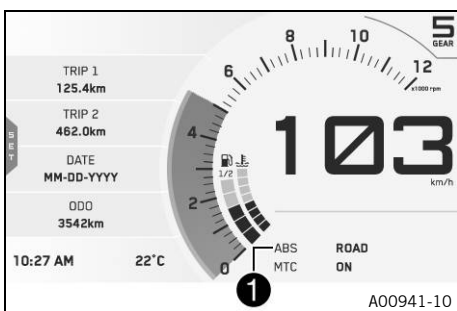 5
GEAR
8
10
6
12
x1000 rpm
TRIP 1
125.4km
TRIP 2
462.0km
4
103
km/h
SET
1/2
DATE
MM-DD-YYYY
2
ODO
3542km
ABS ROAD
10:27 AM 22°C
0
MTC ON
1
A00941-10